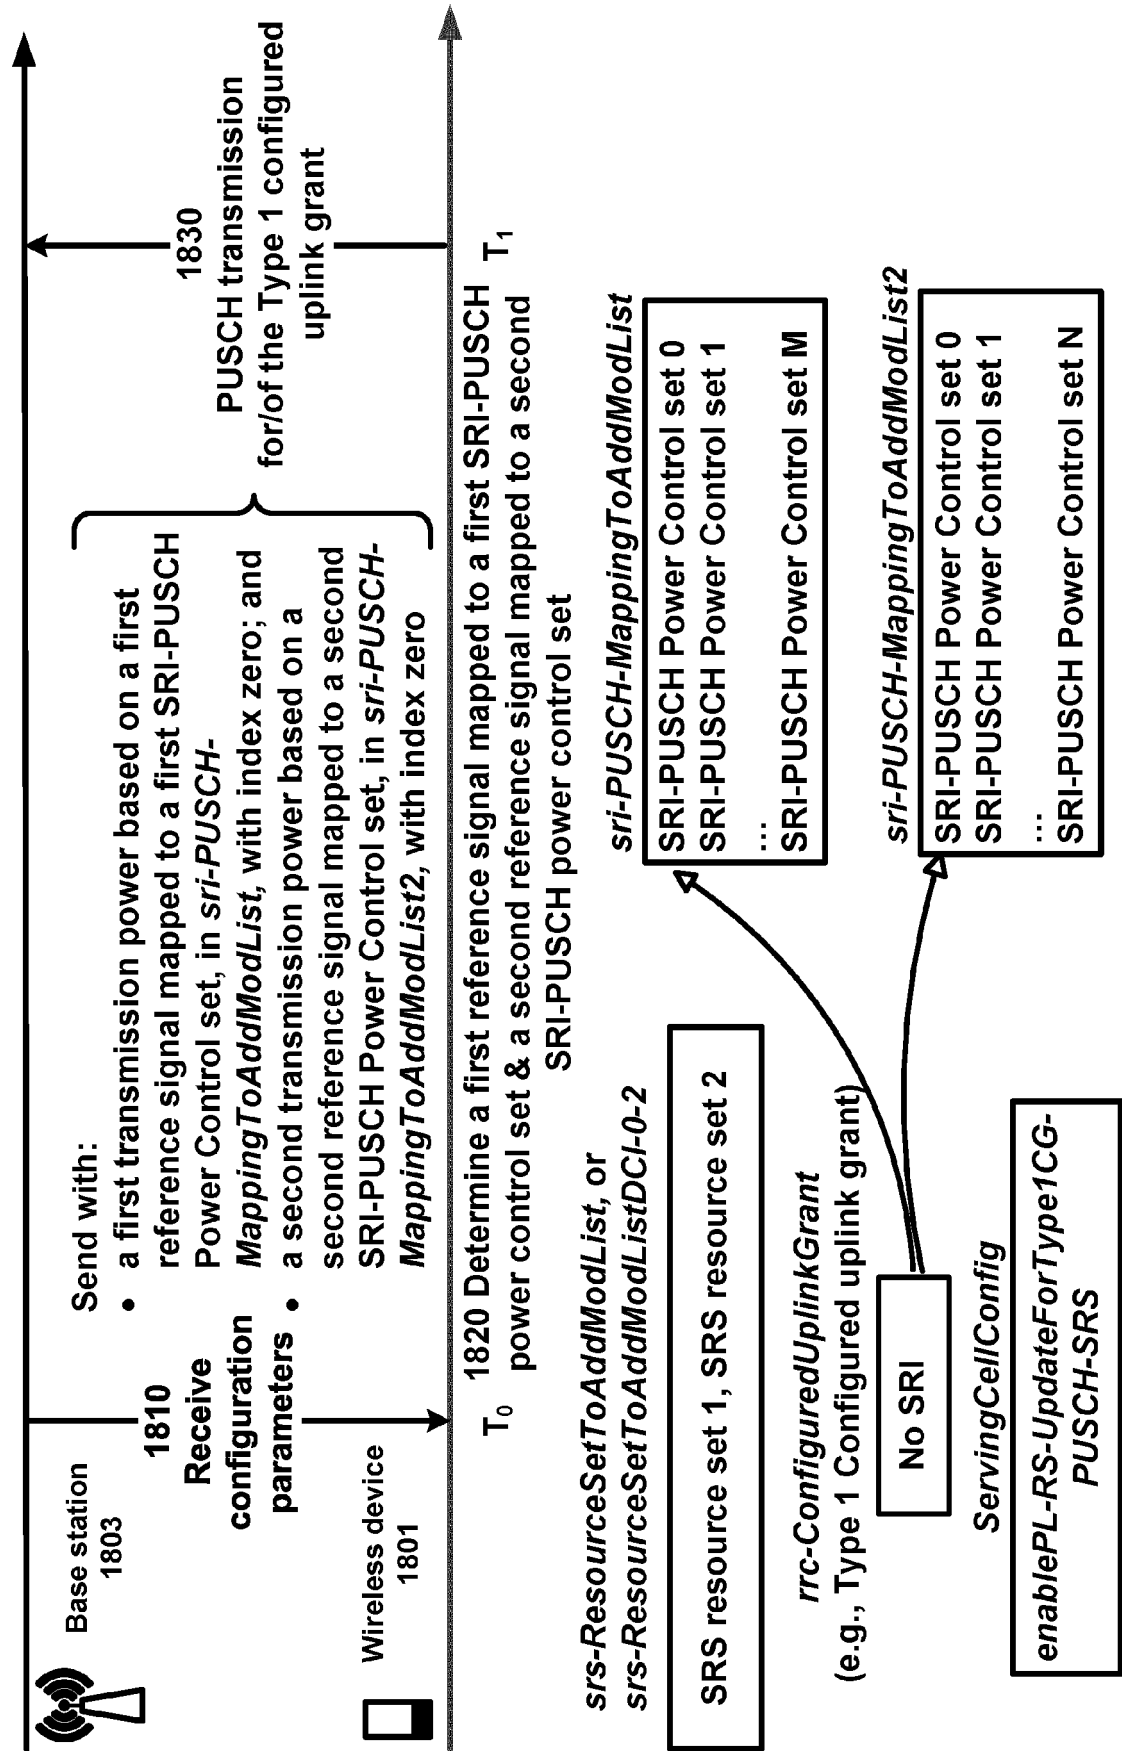 Base station
1803
1810
Receive
configuration
parameters
Send with:
• a first transmission power based on a first
reference signal mapped to a first SRI-PUSCH
Power Control set, in sri-PUSCH-
MappingToAddModList, with index zero; and
• a second transmission power based on a
second reference signal mapped to a second
SRI-PUSCH Power Control set, in sri-PUSCH-
MappingToAddModList2, with index zero
1830
PUSCH transmission
for/of the Type 1 configured
uplink grant
Wireless device
1801
T0
1820 Determine a first reference signal mapped to a first SRI-PUSCH
power control set & a second reference signal mapped to a second
SRI-PUSCH power control set
T1
srs-ResourceSetToAddModList, or
srs-ResourceSetToAddModListDCI-0-2
SRS resource set 1, SRS resource set 2
rrc-ConfiguredUplinkGrant
(e.g., Type 1 Configured uplink grant)
No SRI
ServingCellConfig
enablePL-RS-UpdateForType1CG-
PUSCH-SRS
sri-PUSCH-MappingToAddModList
SRI-PUSCH Power Control set 0
SRI-PUSCH Power Control set 1
...
SRI-PUSCH Power Control set M
sri-PUSCH-MappingToAddModList2
SRI-PUSCH Power Control set 0
SRI-PUSCH Power Control set 1
...
SRI-PUSCH Power Control set N